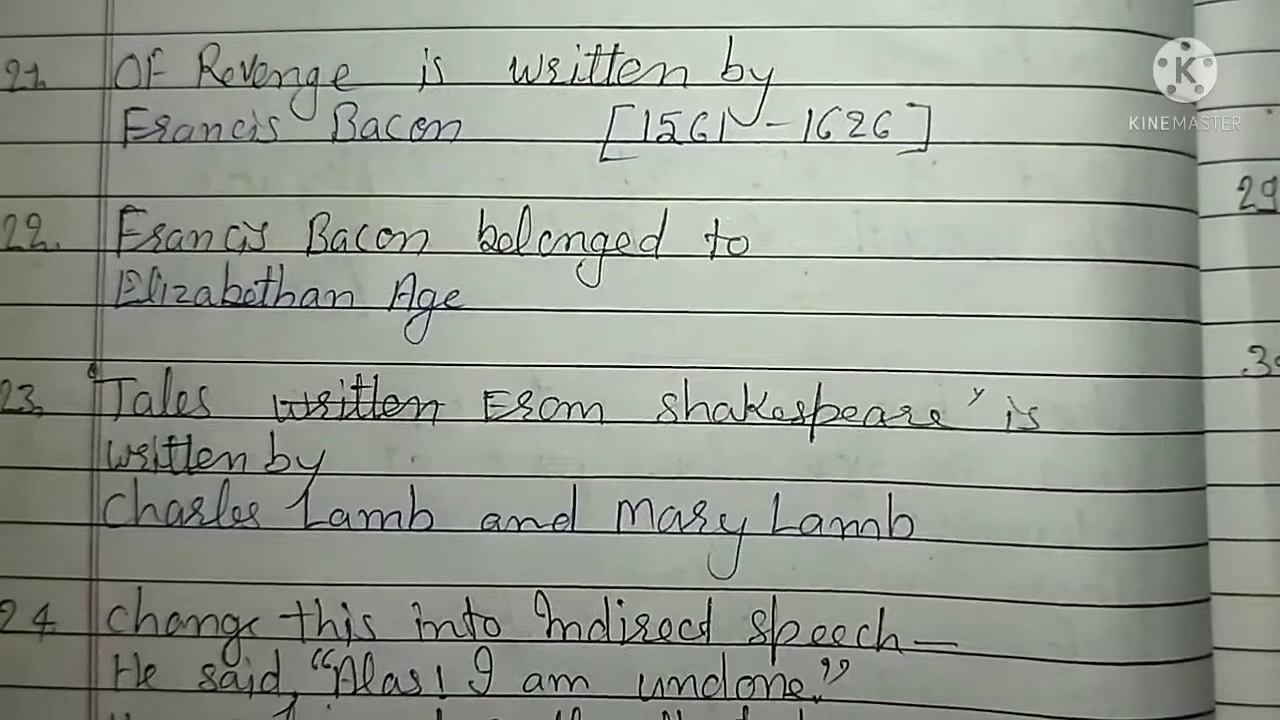 21. Of Revenge is written by
Francis Bacon [1561 - 1626]
22. Francis Bacon belonged to
Elizabethan Age
23. "Tales written From shakespeare" is
written by
Charles Lamb and Mary Lamb
24. change this into Indirect speech—
He said, "Alas! I am undone."
KINEMASTER
29